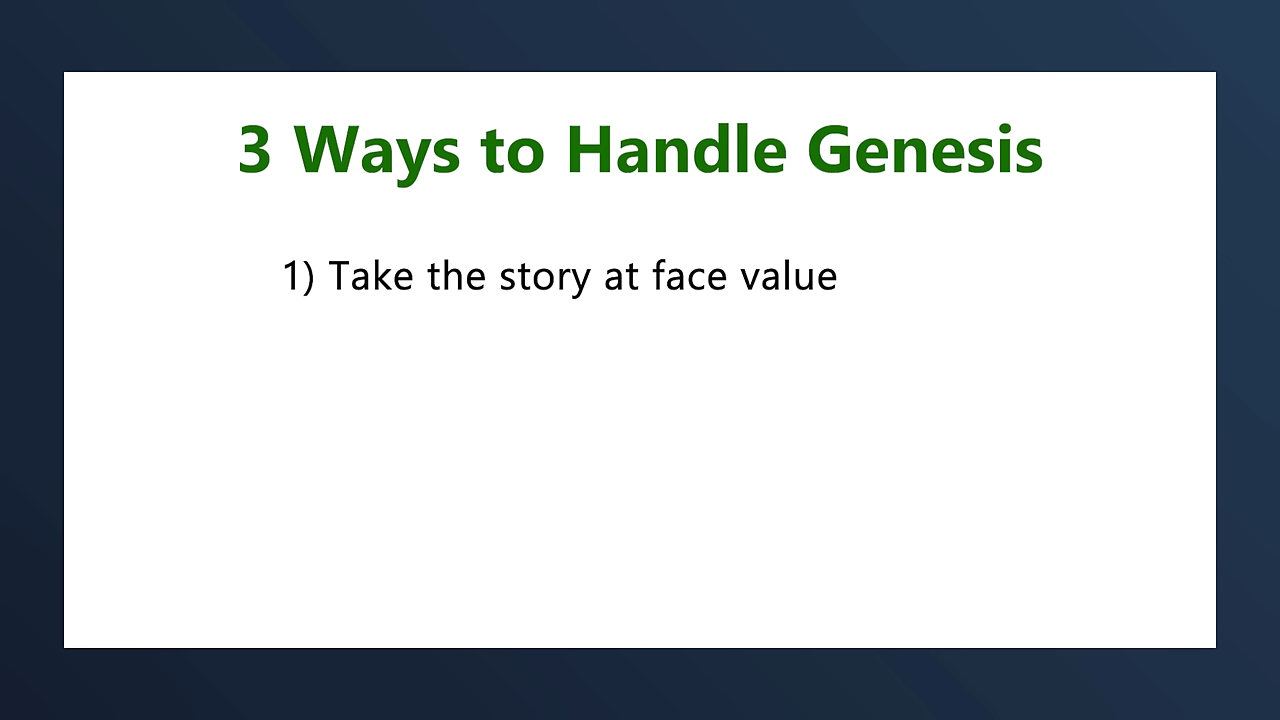 3 Ways to Handle Genesis
1) Take the story at face value